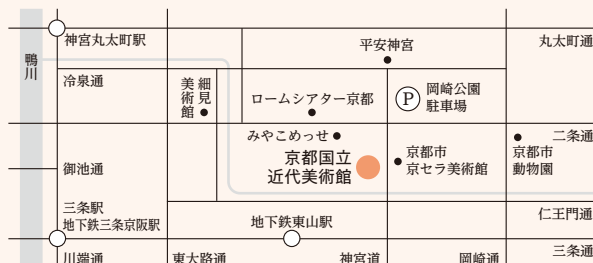 神宮丸太町駅
平安神宮
丸太町通
鴨川
冷泉通
細見
美術館
ロームシアター京都
P
岡崎公園
駐車場
みやこめっせ
二条通
京都国立
近代美術館
京都市
京セラ美術館
京都市
動物園
御池通
三条駅
地下鉄三条京阪駅
地下鉄東山駅
仁王門通
川端通
東大路通
神宮道
岡崎通
三条通